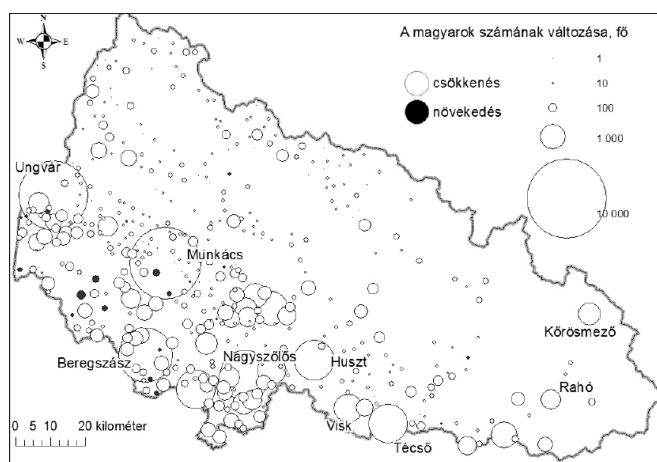 N
W E
S
A magyarok számának változása, fő
csökkenés
növekedés
1
10
100
1 000
10 000
Ungvár
Munkács
Beregszász
Nagyszőlős
Huszt
Visk
Técső
Kőrösmező
Rahó
0 5 10 20 kilométer